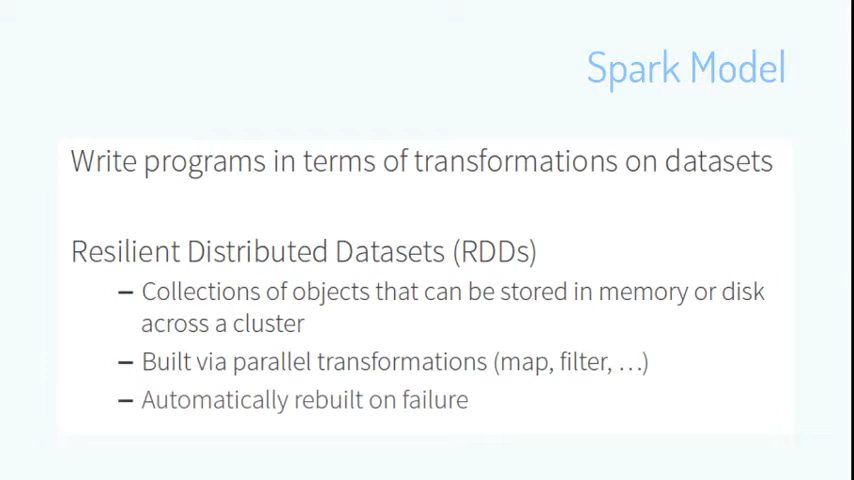 Spark Model
Write programs in terms of transformations on datasets
Resilient Distributed Datasets (RDDs)
– Collections of objects that can be stored in memory or disk
across a cluster
– Built via parallel transformations (map, filter, …)
– Automatically rebuilt on failure